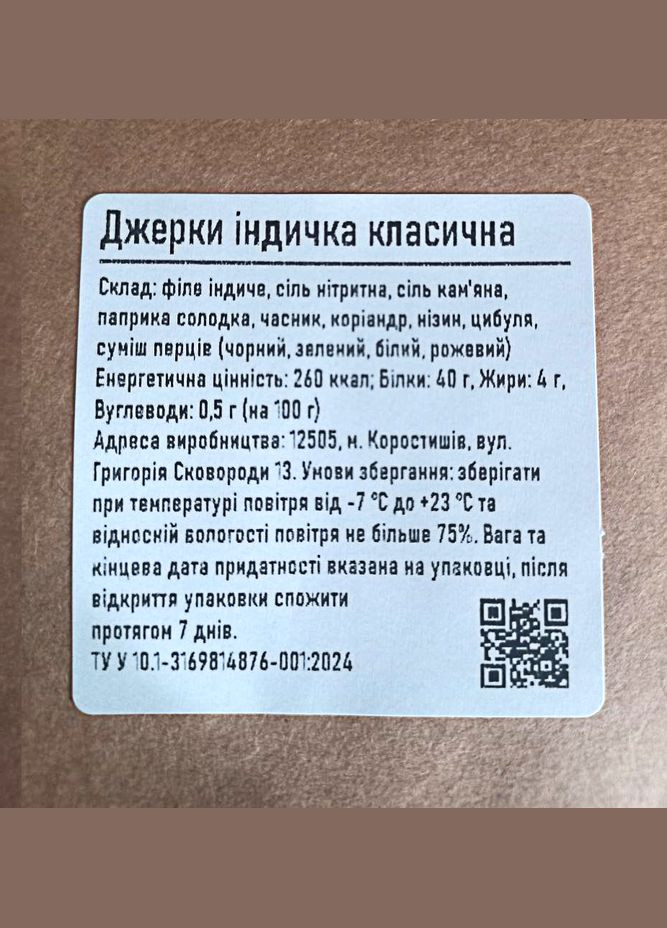 Джерки індичка класична
Склад: філе індиче, сіль нітритна, сіль кам'яна,
паприка солодка, часник, коріандр, нізин, цибуля,
суміш перців (чорний, зелений, білий, рожевий)
Енергетична цінність: 260 ккал; Білки: 40 г, Жири: 4 г,
Вуглеводи: 0,5 г (на 100 г)
Адреса виробництва: 12505, м. Коростишів, вул.
Григорія Сковороди 13. Умови збергання: зберігати
при температурі повітря від -7 °С до +23 °С та
відносній вологості повітря не більше 75%. Вага та
кінцева дата придатності вказана на упаковці, після
відкриття упаковки спожити
протягом 7 днів.
ТУ У 10.1-3169814876-001:2024